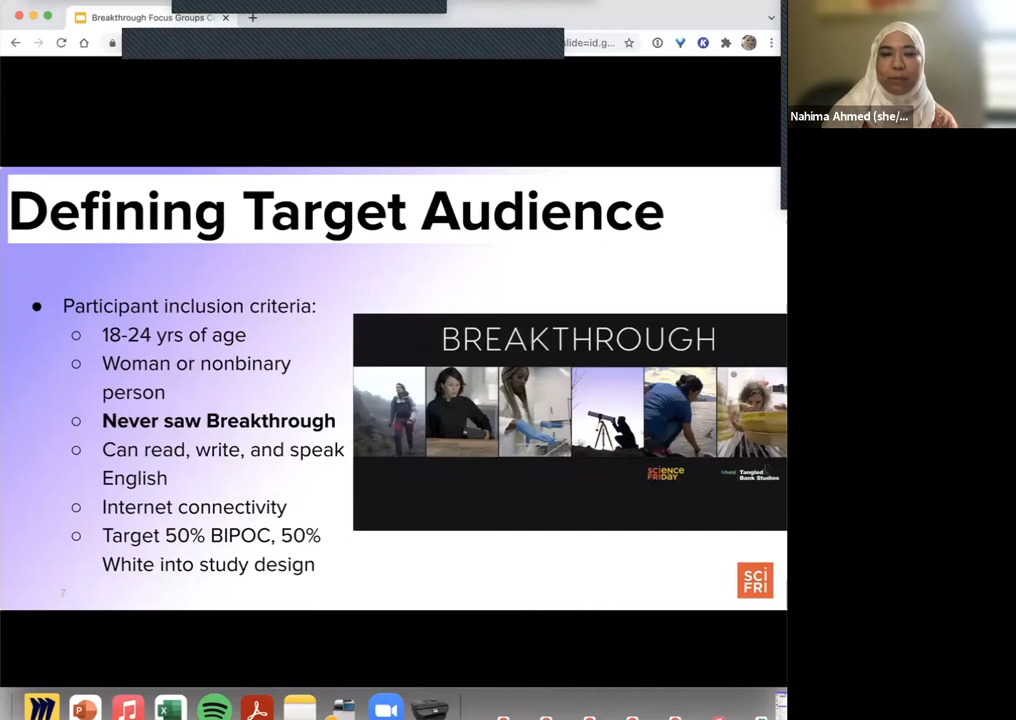 Breakthrough Focus Groups C
slide=id.g...
Nahima Ahmed (she/...
Defining Target Audience
● Participant inclusion criteria:
○ 18-24 yrs of age
○ Woman or nonbinary
person
○ Never saw Breakthrough
○ Can read, write, and speak
English
○ Internet connectivity
○ Target 50% BIPOC, 50%
White into study design
BREAKTHROUGH
SCIENCE
FRIDAY
hhmi Tangled
Bank Studios
SCI
FRI
7